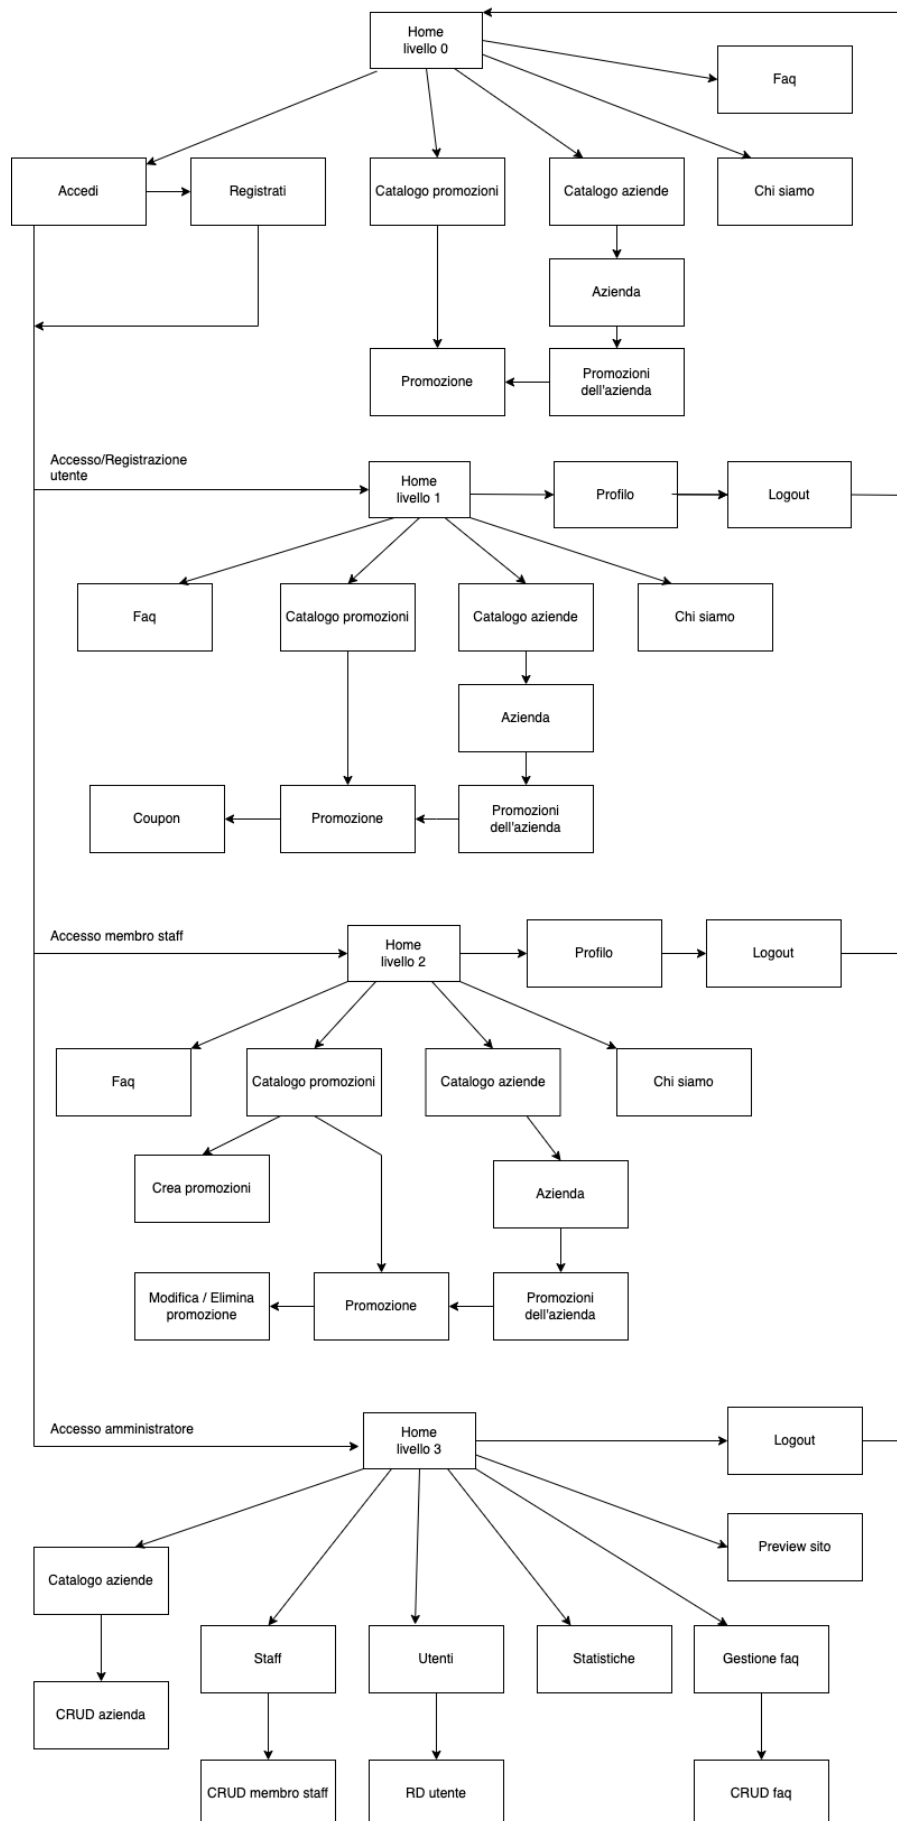 Home
livello 0
Faq
Accedi
Registrati
Catalogo promozioni
Catalogo aziende
Chi siamo
Azienda
Promozione
Promozioni
dell'azienda
Accesso/Registrazione
utente
Home
livello 1
Profilo
Logout
Faq
Catalogo promozioni
Catalogo aziende
Chi siamo
Azienda
Coupon
Promozione
Promozioni
dell'azienda
Accesso membro staff
Home
livello 2
Profilo
Logout
Faq
Catalogo promozioni
Catalogo aziende
Chi siamo
Crea promozioni
Azienda
Modifica / Elimina
promozione
Promozione
Promozioni
dell'azienda
Accesso amministratore
Home
livello 3
Logout
Preview sito
Catalogo aziende
Staff
Utenti
Statistiche
Gestione faq
CRUD azienda
CRUD membro staff
RD utente
CRUD faq